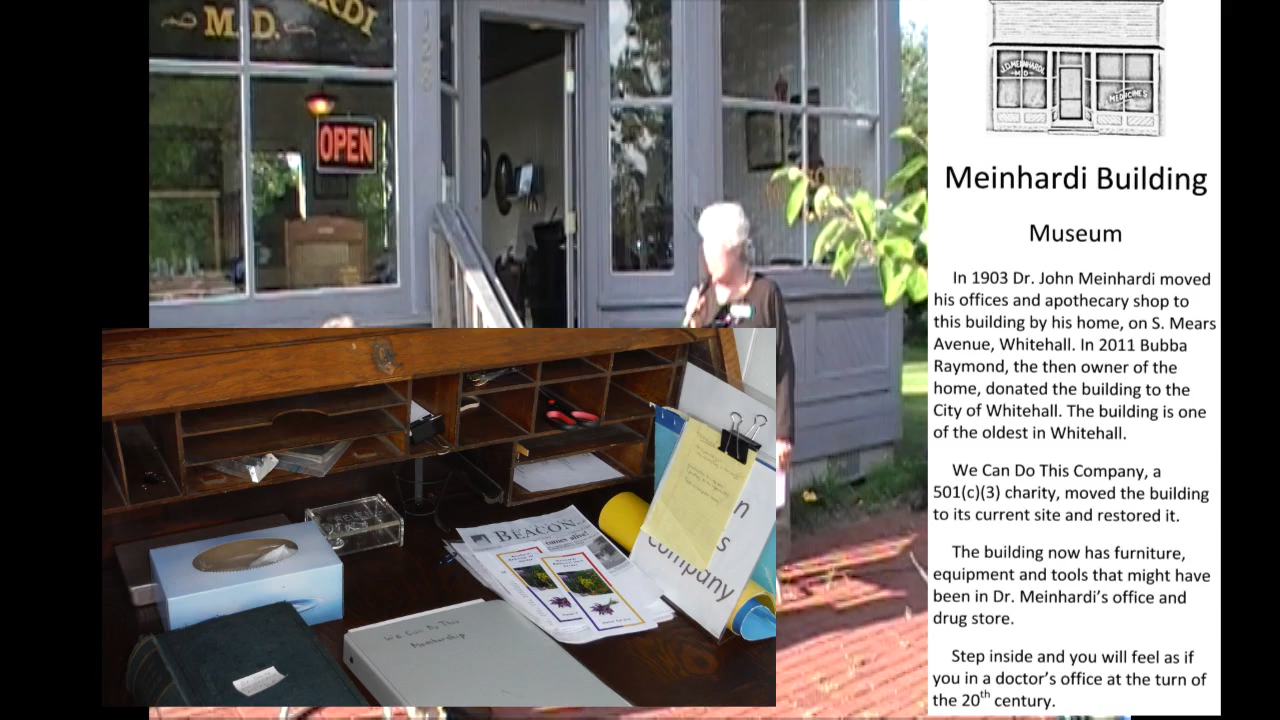 RDI
M.D.
OPEN
J.D. MEINHARDI
M.D.
MEDICINES
Meinhardi Building
Museum
In 1903 Dr. John Meinhardi moved
his offices and apothecary shop to
this building by his home, on S. Mears
Avenue, Whitehall. In 2011 Bubba
Raymond, the then owner of the
home, donated the building to the
City of Whitehall. The building is one
of the oldest in Whitehall.
We Can Do This Company, a
501(c)(3) charity, moved the building
to its current site and restored it.
The building now has furniture,
equipment and tools that might have
been in Dr. Meinhardi's office and
drug store.
Step inside and you will feel as if
you in a doctor's office at the turn of
the 20th century.
BEACON
comes alive!
n
s
company
We Can Do This
Membership